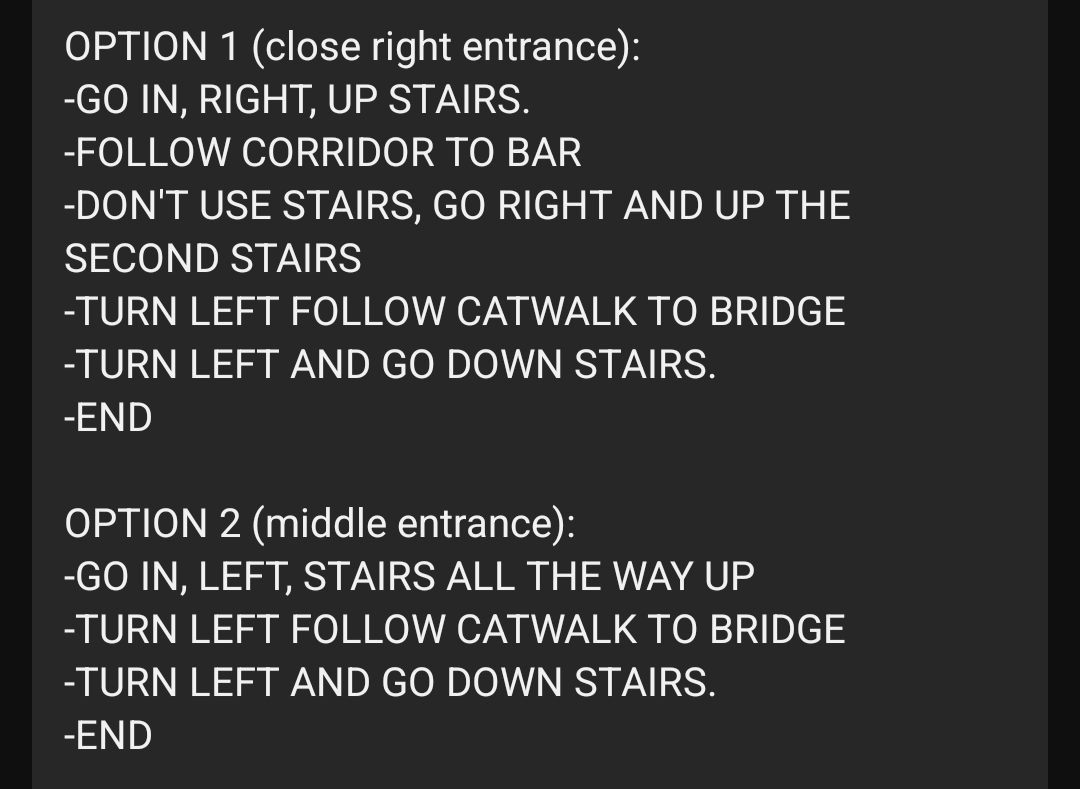 OPTION 1 (close right entrance):
-GO IN, RIGHT, UP STAIRS.
-FOLLOW CORRIDOR TO BAR
-DON'T USE STAIRS, GO RIGHT AND UP THE
SECOND STAIRS
-TURN LEFT FOLLOW CATWALK TO BRIDGE
-TURN LEFT AND GO DOWN STAIRS.
-END
OPTION 2 (middle entrance):
-GO IN, LEFT, STAIRS ALL THE WAY UP
-TURN LEFT FOLLOW CATWALK TO BRIDGE
-TURN LEFT AND GO DOWN STAIRS.
-END